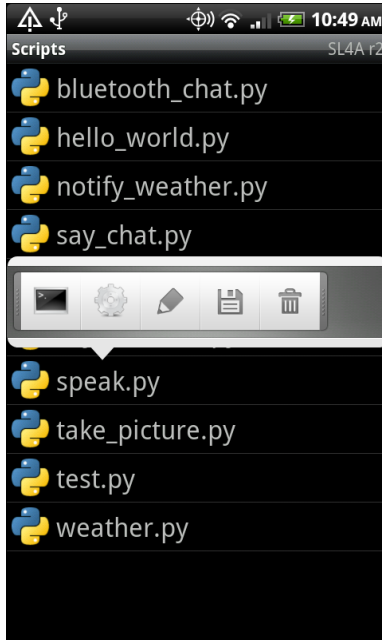 10:49 AM
Scripts
SL4A r2
bluetooth_chat.py
hello_world.py
notify_weather.py
say_chat.py
speak.py
take_picture.py
test.py
weather.py